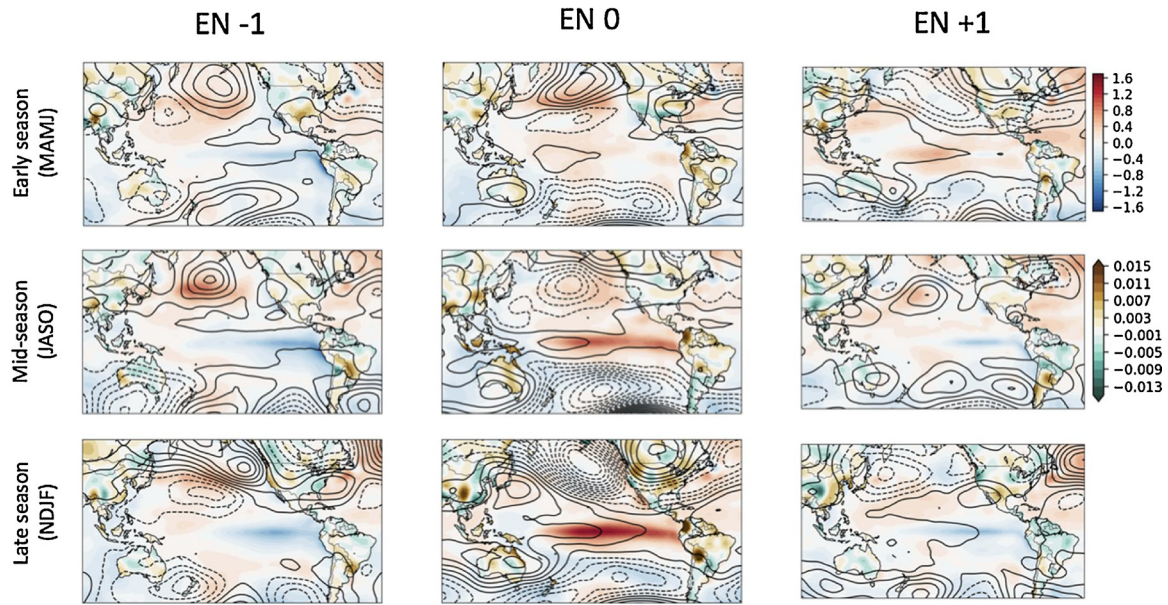 EN -1
EN 0
EN +1
Early season
(MAMJ)
1.6
1.2
0.8
0.4
0.0
−0.4
−0.8
−1.2
−1.6
Mid-season
(JASO)
0.015
0.011
0.007
0.003
−0.001
−0.005
−0.009
−0.013
Late season
(NDJF)